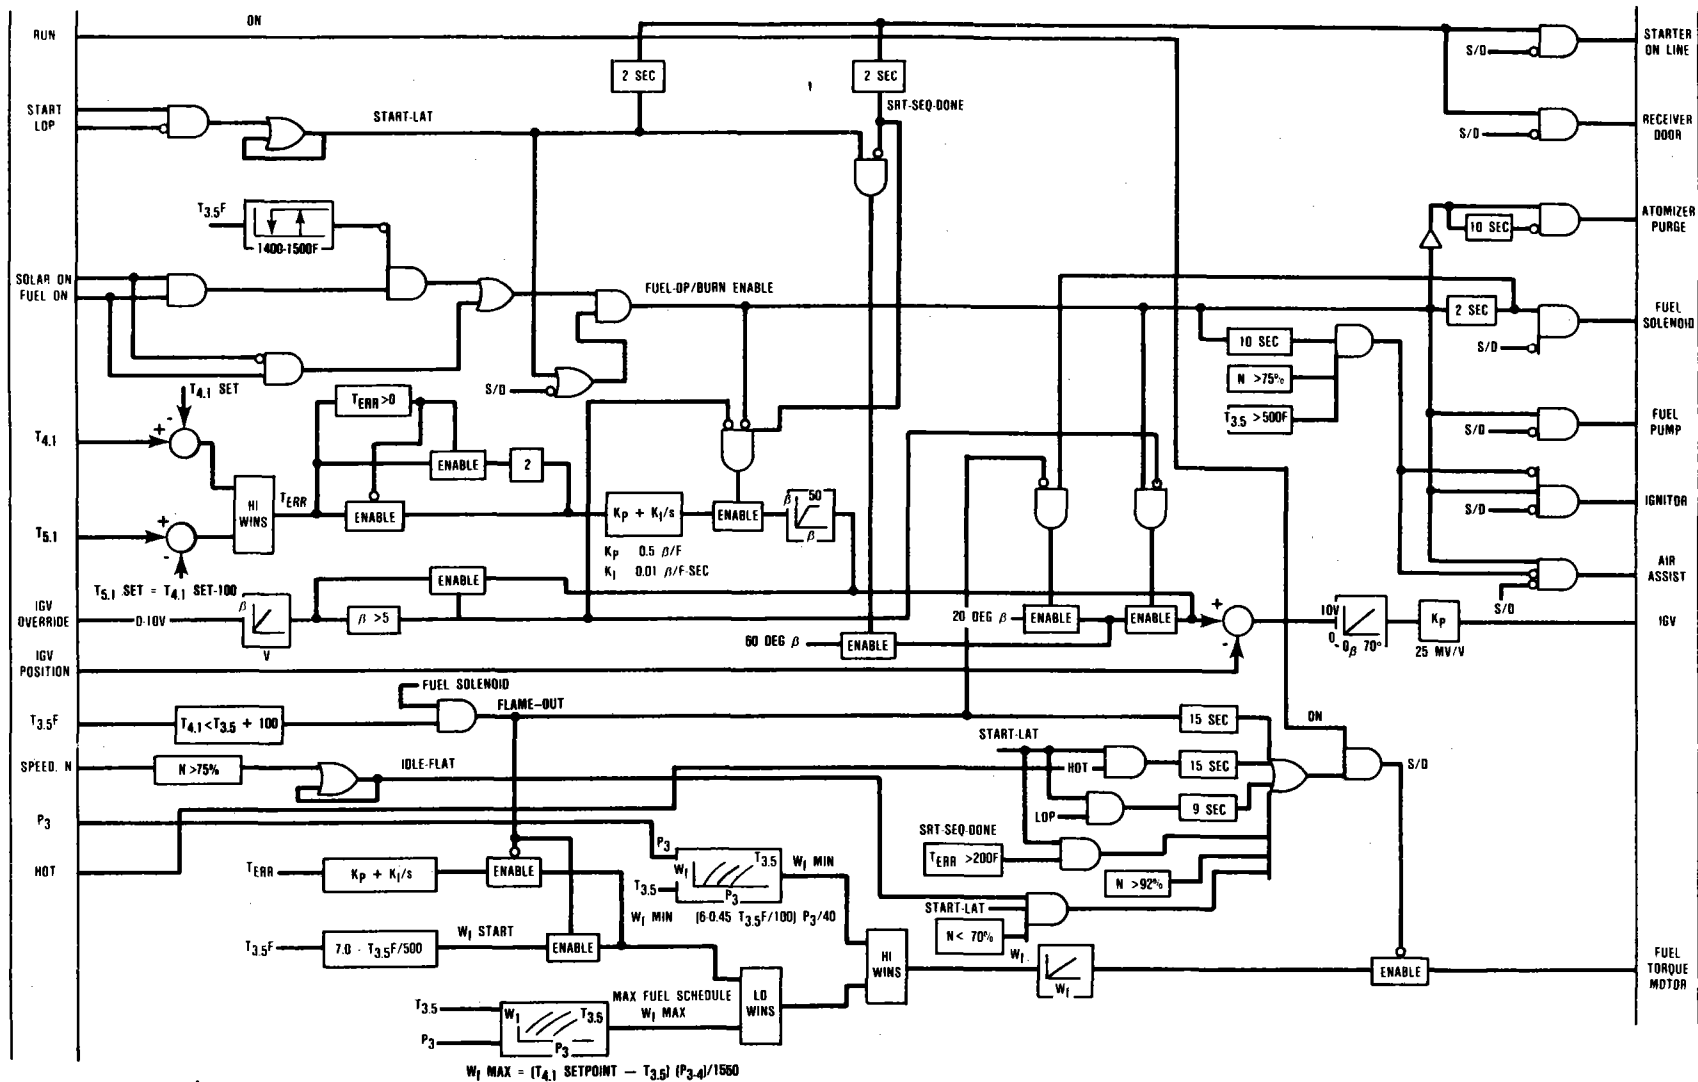 ON
RUN
STARTER
ON LINE
S/D
2 SEC
2 SEC
SRT-SEQ-DONE
START
LOP
START-LAT
RECEIVER
DOOR
S/D
T3.5F
1400-1500F
ATOMIZER
PURGE
10 SEC
SOLAR ON
FUEL ON
FUEL-OP/BURN ENABLE
2 SEC
FUEL
SOLENOID
S/D
10 SEC
N >75%
T3.5 >500F
S/D
T4.1 SET
-
+
T4.1
TERR >0
ENABLE
2
FUEL
PUMP
S/D
HI
WINS
TERR
ENABLE
KP + KI/s
ENABLE
β
50
β
IGNITOR
S/D
KP 0.5 β/F
KI 0.01 β/F-SEC
T5.1
+
-
T5.1 SET = T4.1 SET-100
AIR
ASSIST
S/D
IGV
OVERRIDE
0-10V
β
V
ENABLE
β >5
20 DEG β
ENABLE
ENABLE
+
-
10V
0
0β 70°
KP
25 MV/V
IGV
60 DEG β
ENABLE
IGV
POSITION
FUEL SOLENOID
FLAME-OUT
T3.5F
T4.1<T3.5 + 100
15 SEC
ON
START-LAT
SPEED, N
N >75%
IDLE-FLAT
HOT
15 SEC
S/D
LOP
9 SEC
P3
SRT-SEQ-DONE
TERR >200F
HOT
TERR
KP + KI/s
ENABLE
P3
T3.5
Wf
T3.5
P3
Wf MIN
N >92%
Wf MIN (6-0.45 T3.5F/100) P3/40
START-LAT
N< 70%
T3.5F
7.0 - T3.5F/500
Wf START
ENABLE
HI
WINS
Wf
Wf
ENABLE
FUEL
TORQUE
MOTOR
T3.5
P3
W1
T3.5
P3
MAX FUEL SCHEDULE
Wf MAX
LO
WINS
Wf MAX = (T4.1 SETPOINT — T3.5) (P3-4)/1550